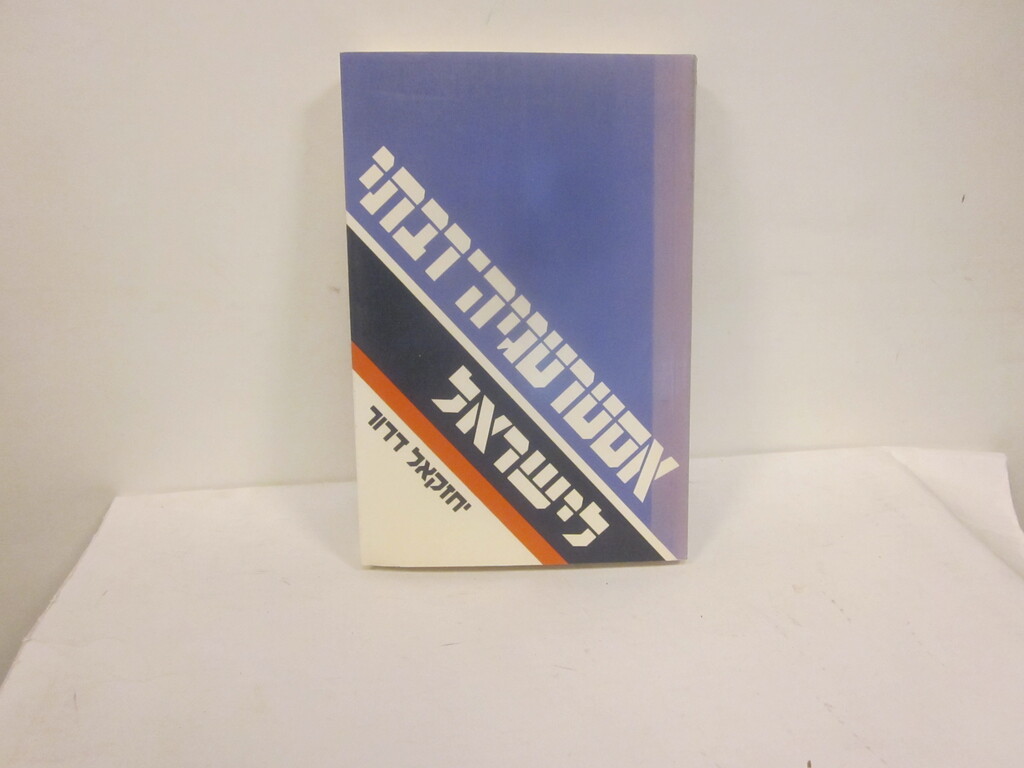 אסטרטגיה רבתי
לישראל
יחזקאל דרור